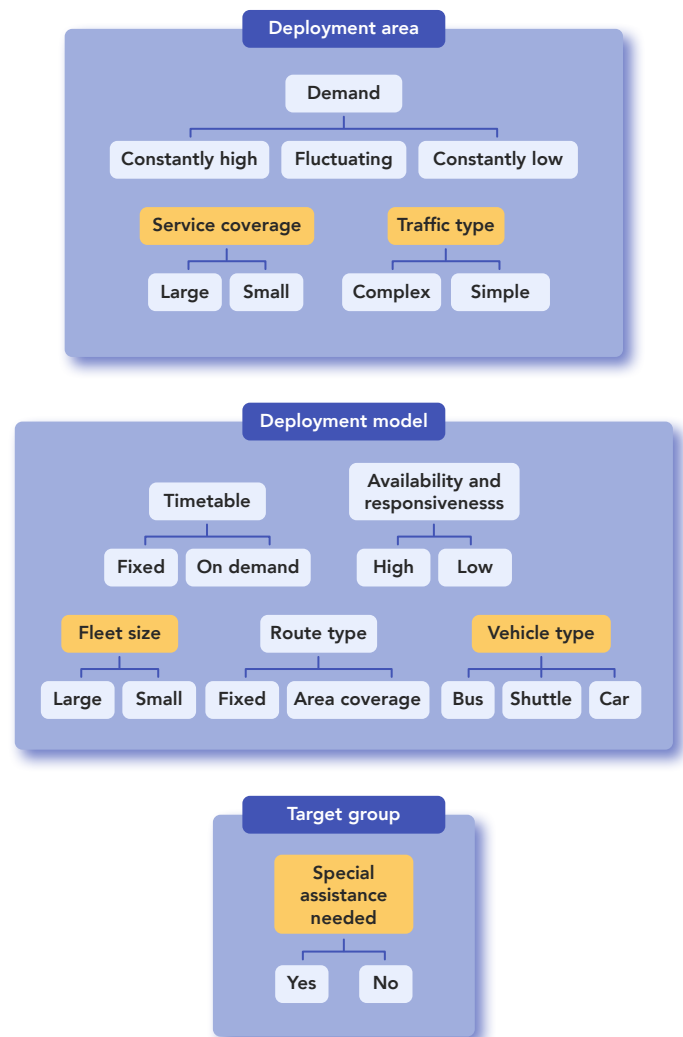 Deployment area
Demand
Constantly high
Fluctuating
Constantly low
Service coverage
Traffic type
Large
Small
Complex
Simple
Deployment model
Timetable
Availability and
responsivenesss
Fixed
On demand
High
Low
Fleet size
Route type
Vehicle type
Large
Small
Fixed
Area coverage
Bus
Shuttle
Car
Target group
Special
assistance
needed
Yes
No